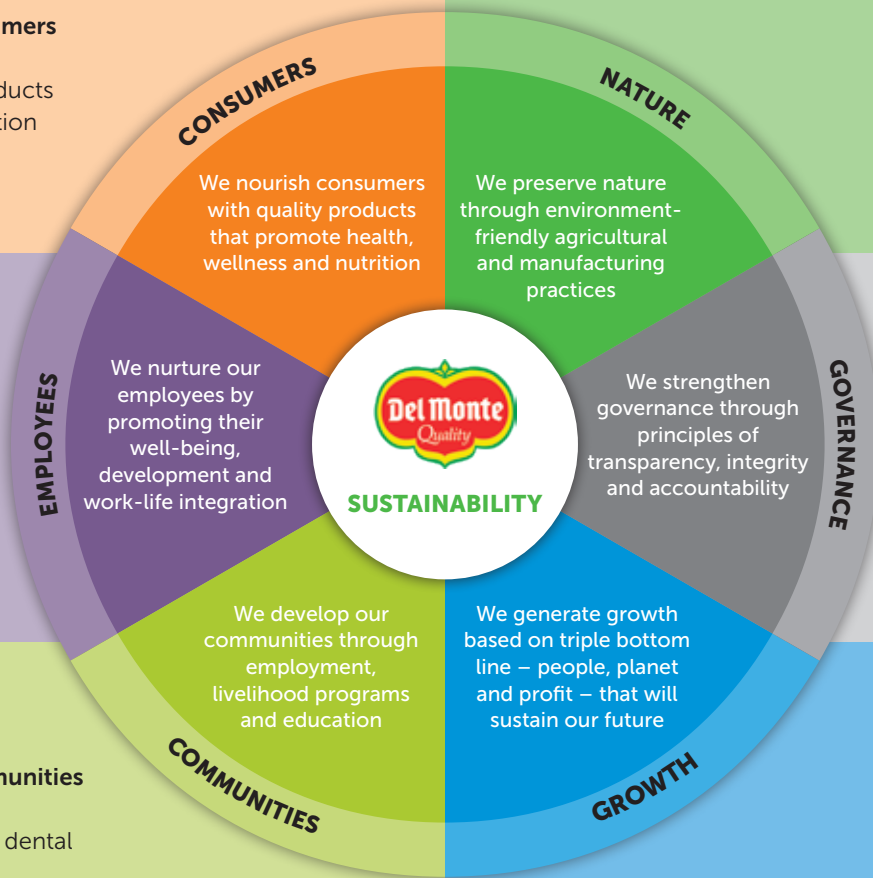 CONSUMERS
We nourish consumers
with quality products
that promote health,
wellness and nutrition
NATURE
We preserve nature
through environment-
friendly agricultural
and manufacturing
practices
GOVERNANCE
We strengthen
governance through
principles of
transparency, integrity
and accountability
GROWTH
We generate growth
based on triple bottom
line – people, planet
and profit – that will
sustain our future
COMMUNITIES
We develop our
communities through
employment,
livelihood programs
and education
EMPLOYEES
We nurture our
employees by
promoting their
well-being,
development and
work-life integration
Del Monte
Quality
SUSTAINABILITY
dental